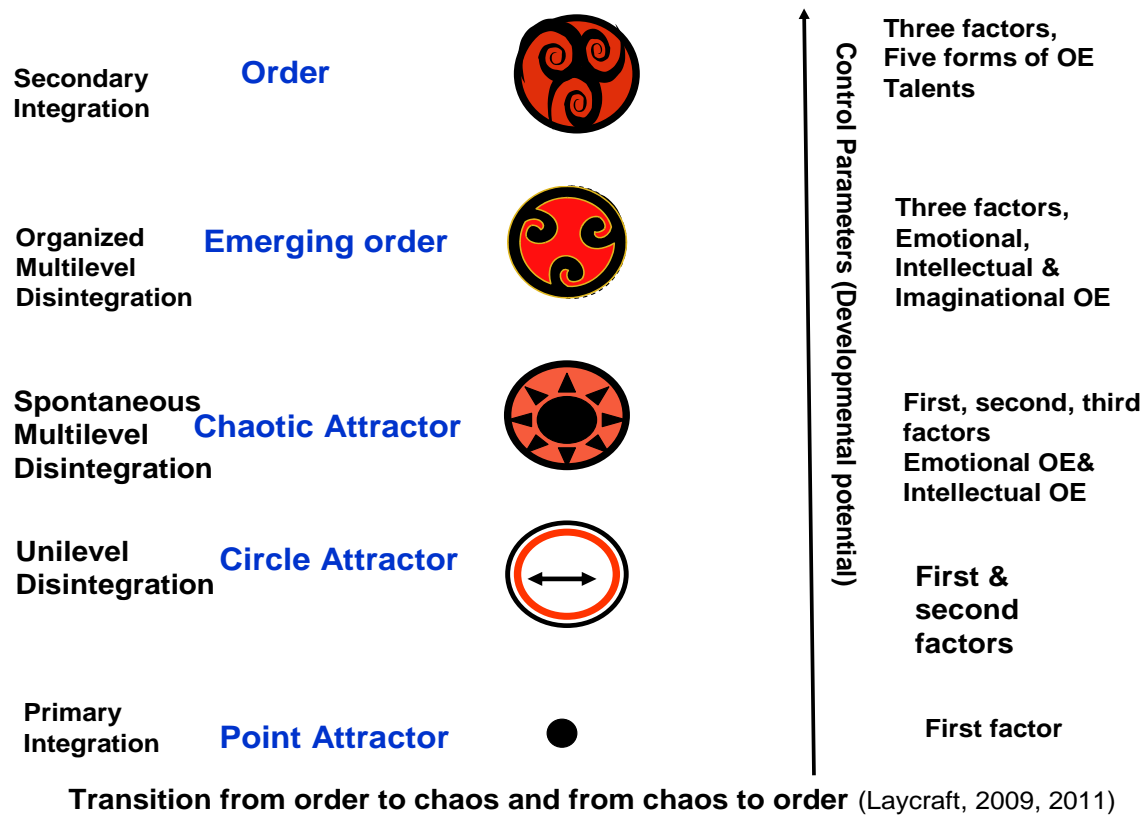 Secondary
Integration
Order
Three factors,
Five forms of OE
Talents
Organized
Multilevel
Disintegration
Emerging order
Three factors,
Emotional,
Intellectual &
Imaginational OE
Spontaneous
Multilevel
Disintegration
Chaotic Attractor
First, second, third
factors
Emotional OE&
Intellectual OE
Unilevel
Disintegration
Circle Attractor
First &
second
factors
Primary
Integration
Point Attractor
First factor
Control Parameters (Developmental potential)
Transition from order to chaos and from chaos to order (Laycraft, 2009, 2011)